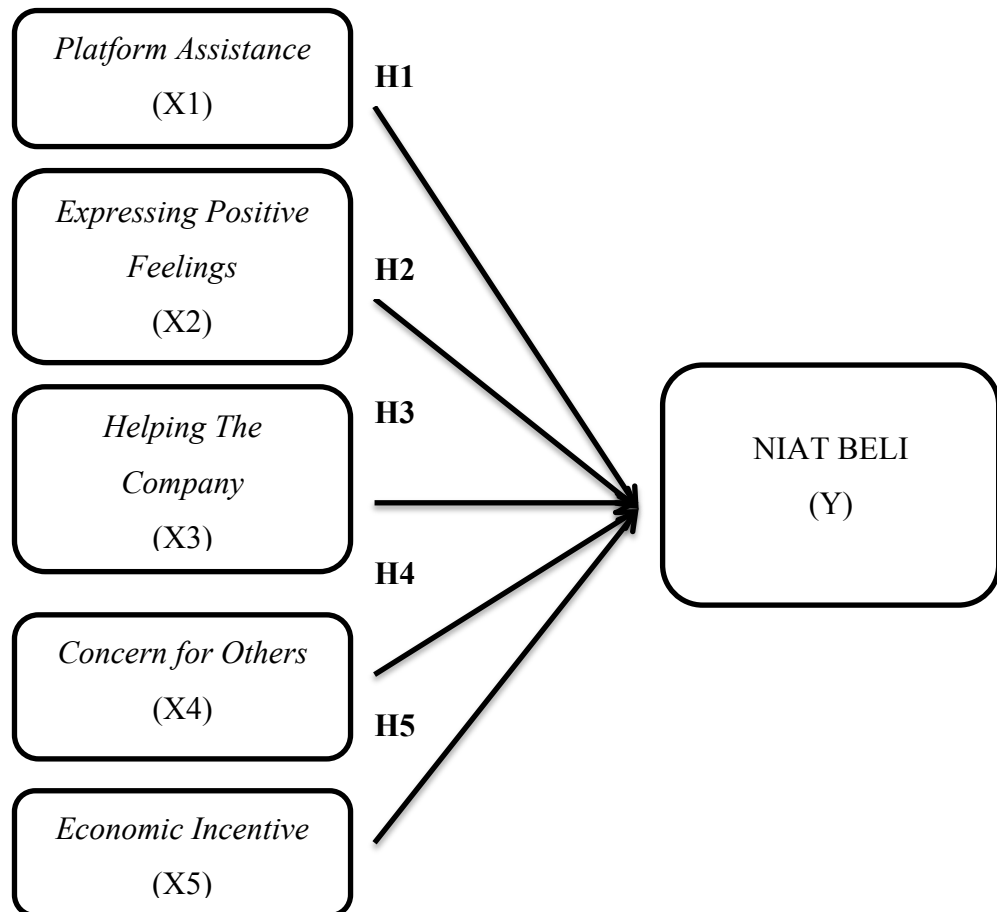 Platform Assistance
(X1)
H1
Expressing Positive
Feelings
(X2)
H2
Helping The
Company
(X3)
H3
Concern for Others
(X4)
H4
Economic Incentive
(X5)
H5
NIAT BELI
(Y)